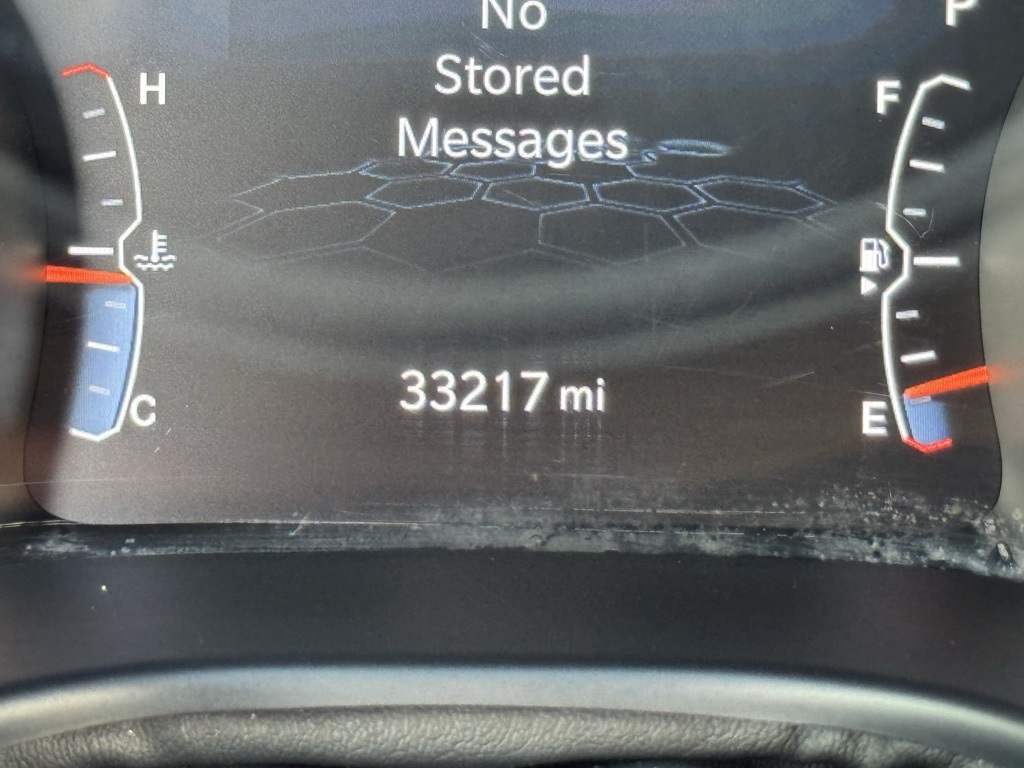 No
Stored
Messages
P
H
F
33217 mi
C
E